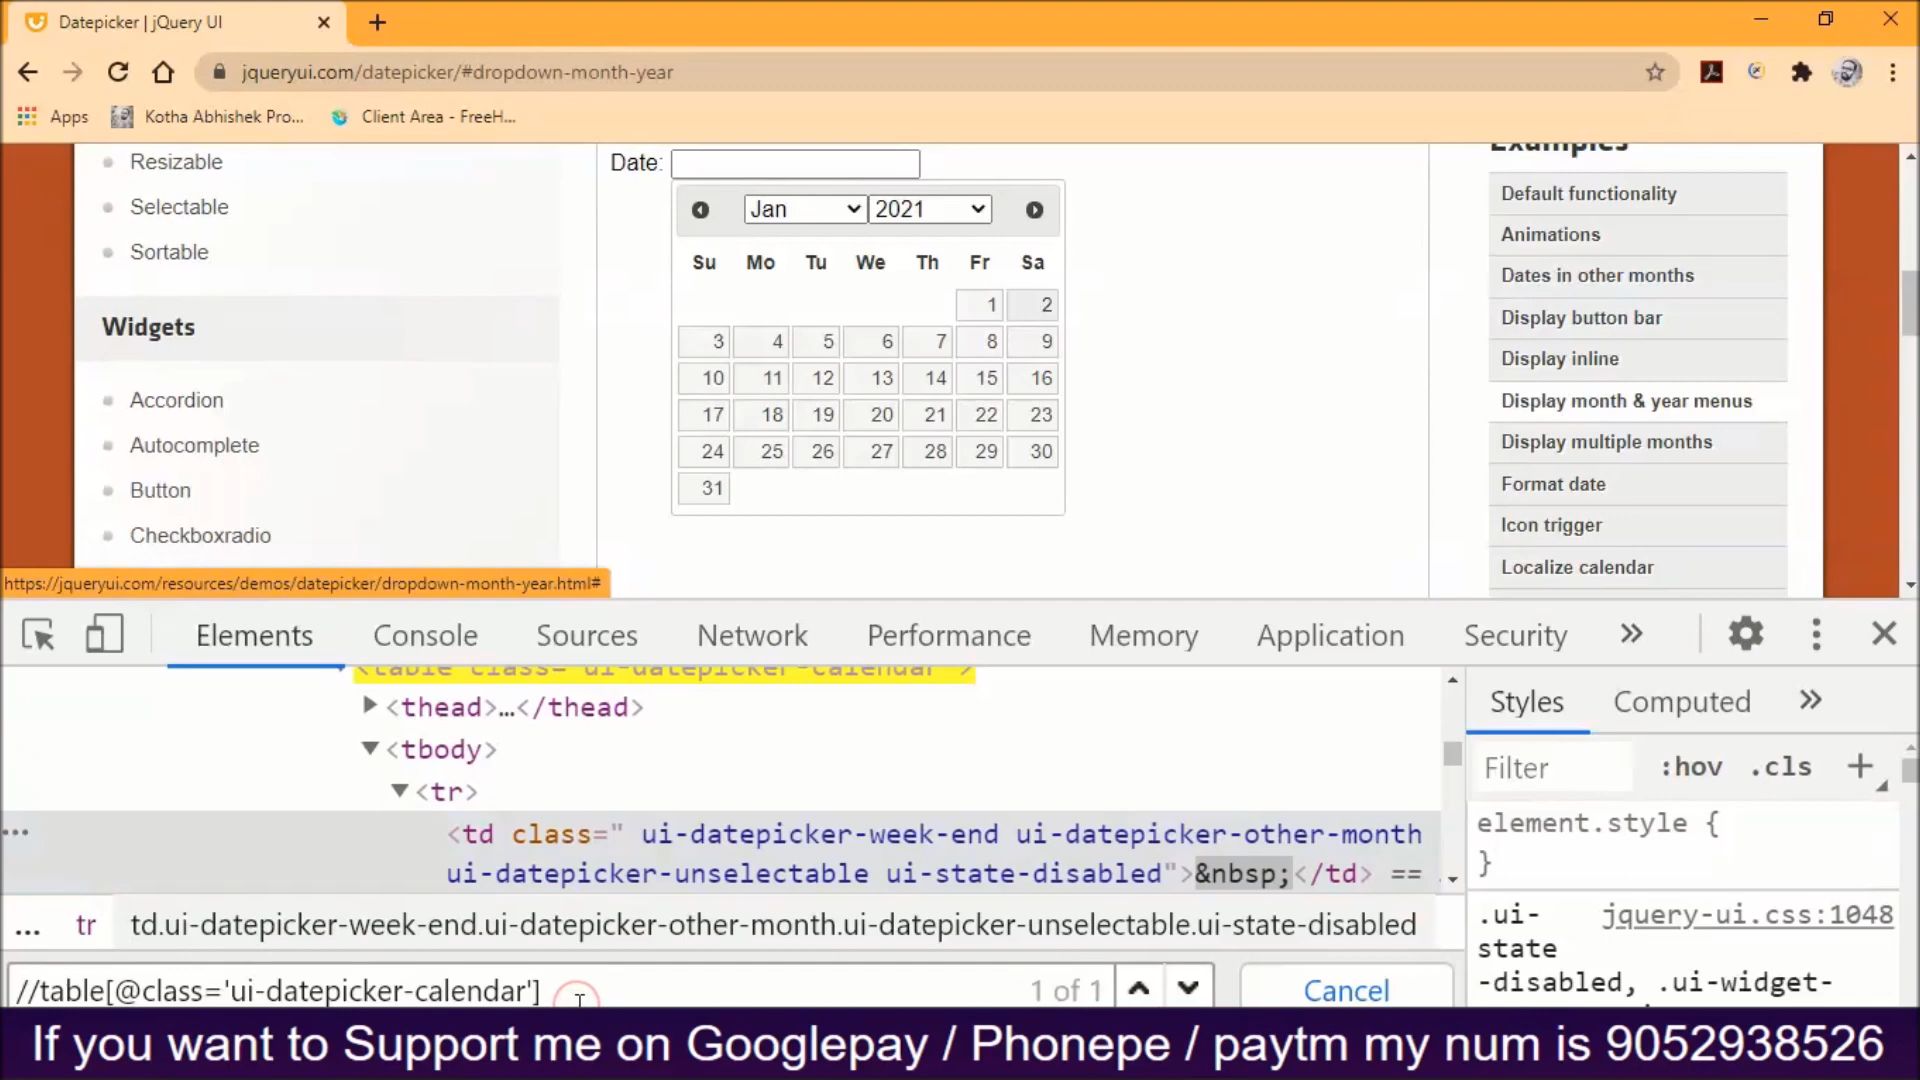 Datepicker | jQuery UI
jqueryui.com/datepicker/#dropdown-month-year
Apps Kotha Abhishek Pro... Client Area - FreeH...
Resizable
Selectable
Sortable
Widgets
Accordion
Autocomplete
Button
Checkboxradio
https://jqueryui.com/resources/demos/datepicker/dropdown-month-year.html#
Date:
Jan 2021
Su Mo Tu We Th Fr Sa
1 2
3 4 5 6 7 8 9
10 11 12 13 14 15 16
17 18 19 20 21 22 23
24 25 26 27 28 29 30
31
Examples
Default functionality
Animations
Dates in other months
Display button bar
Display inline
Display month & year menus
Display multiple months
Format date
Icon trigger
Localize calendar
Elements Console Sources Network Performance Memory Application Security
<table class="ui-datepicker-calendar">
<thead>…</thead>
<tbody>
<tr>
<td class=" ui-datepicker-week-end ui-datepicker-other-month
ui-datepicker-unselectable ui-state-disabled">&nbsp;</td> ==
... tr td.ui-datepicker-week-end.ui-datepicker-other-month.ui-datepicker-unselectable.ui-state-disabled
//table[@class='ui-datepicker-calendar'] 1 of 1 Cancel
Styles Computed
Filter :hov .cls +
element.style {
}
.ui- jquery-ui.css:1048
state
-disabled, .ui-widget-
If you want to Support me on Googlepay / Phonepe / paytm my num is 9052938526